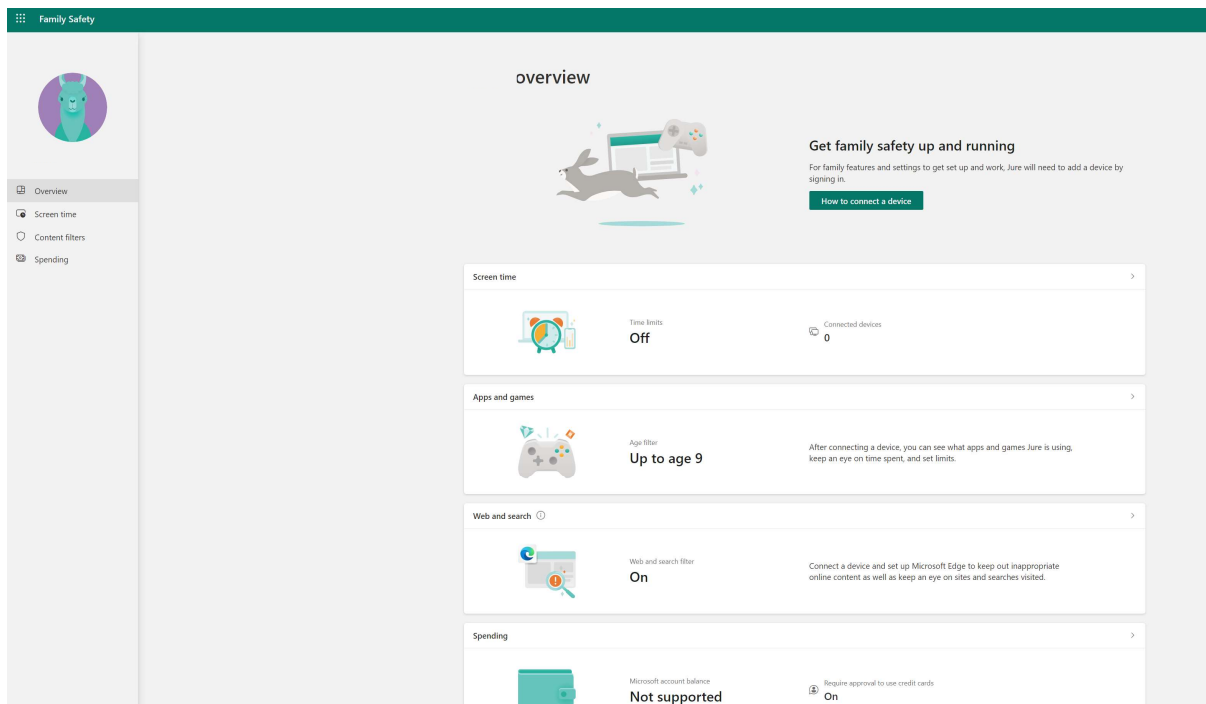 Family Safety
Overview
Screen time
Content filters
Spending
overview
Get family safety up and running
For family features and settings to get set up and work, Jure will need to add a device by
signing in.
How to connect a device
Screen time
Time limits
Off
Connected devices
0
Apps and games
Age filter
Up to age 9
After connecting a device, you can see what apps and games Jure is using,
keep an eye on time spent, and set limits.
Web and search
Web and search filter
On
Connect a device and set up Microsoft Edge to keep out inappropriate
online content as well as keep an eye on sites and searches visited.
Spending
Microsoft account balance
Not supported
Require approval to use credit cards
On